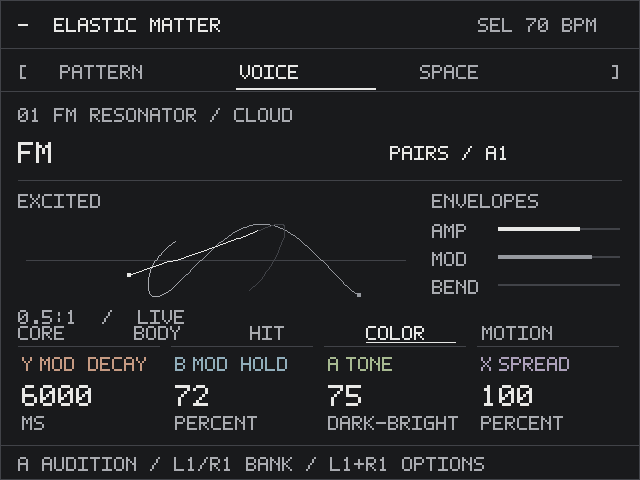 — ELASTIC MATTER SEL 70 BPM
[ PATTERN VOICE SPACE ]
01 FM RESONATOR / CLOUD
FM PAIRS / A1
EXCITED ENVELOPES
AMP
MOD
BEND
0.5:1 / LIVE
CORE BODY HIT COLOR MOTION
Y MOD DECAY B MOD HOLD A TONE X SPREAD
6000 72 75 100
MS PERCENT DARK-BRIGHT PERCENT
A AUDITION / L1/R1 BANK / L1+R1 OPTIONS